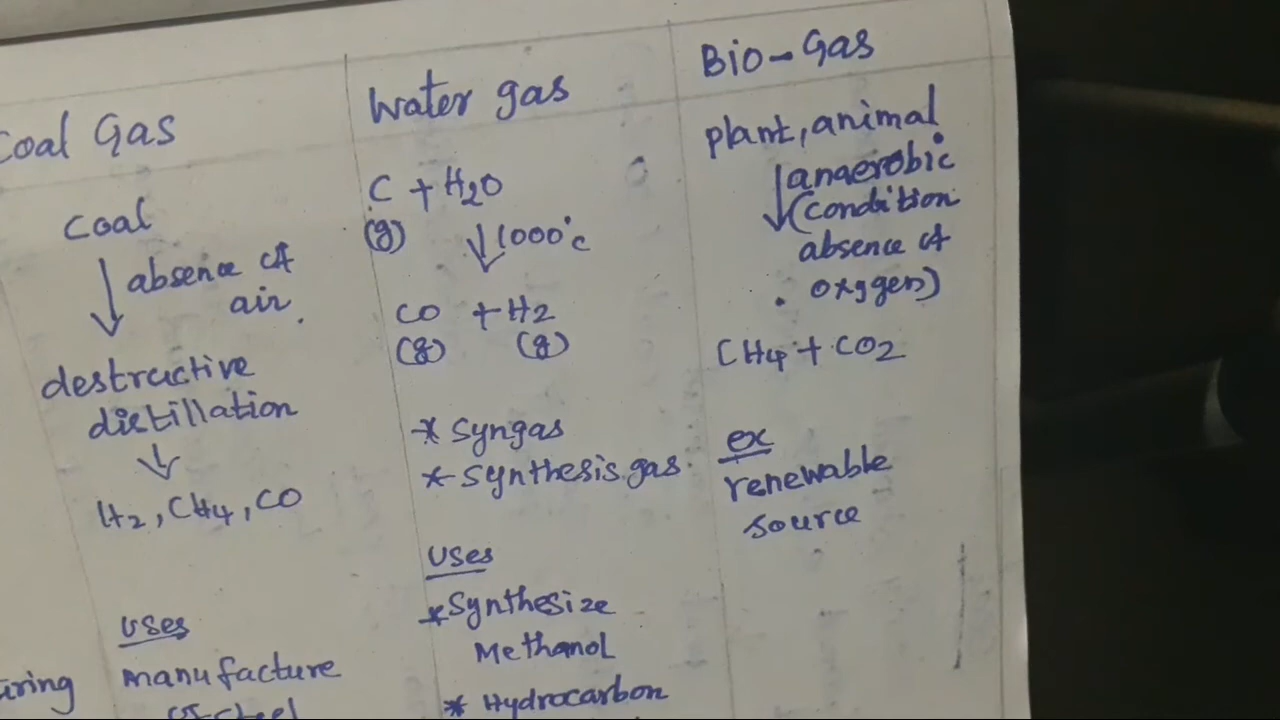 Coal Gas
coal
absence of
air
destructive
distillation
H2, CH4, CO
uses
manufacture
of steel
Water gas
C + H2O
(g)
1000°c
CO + H2
(g) (g)
* Syngas
* Synthesis gas
uses
* Synthesize
Methanol
* Hydrocarbon
Bio-Gas
plant, animal
anaerobic
(condition
absence of
oxygen)
CH4 + CO2
ex
renewable
source